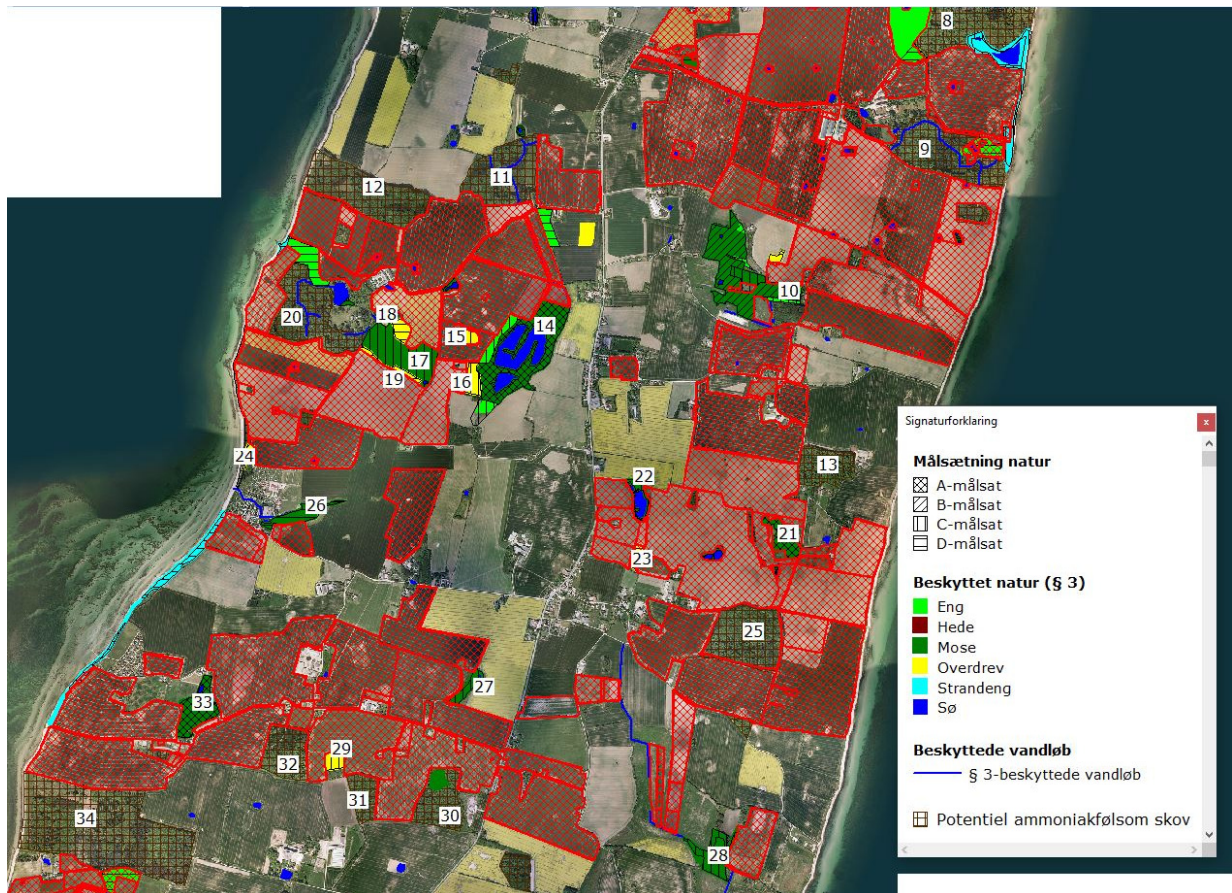 8
9
11
12
10
20
18
15
14
17
19
16
24
13
22
26
21
23
25
27
33
29
32
31
30
34
28
Signaturforklaring
x
Målsætning natur
A-målsat
B-målsat
C-målsat
D-målsat
Beskyttet natur (§ 3)
Eng
Hede
Mose
Overdrev
Strandeng
Sø
Beskyttede vandløb
§ 3-beskyttede vandløb
Potentiel ammoniakfølsom skov